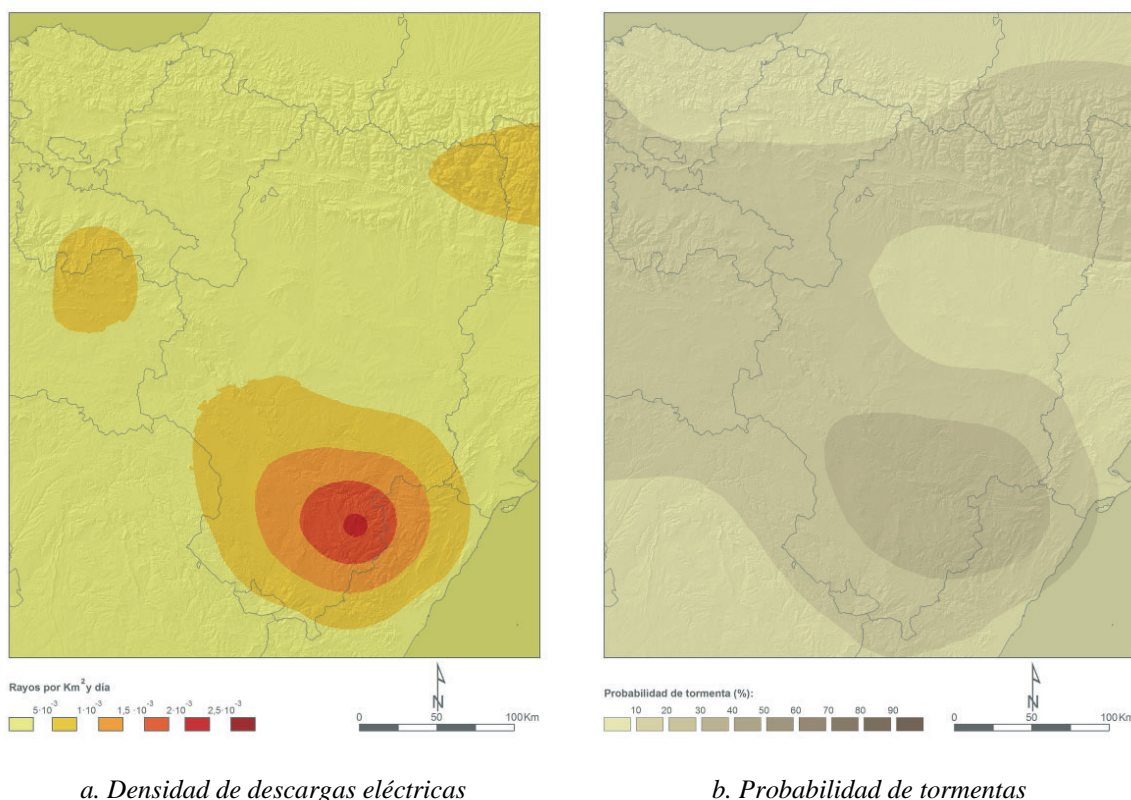 Rayos por Km² y día
5·10⁻³ 1·10⁻³ 1,5·10⁻³ 2·10⁻³ 2,5·10⁻³
N
0 50 100 Km
Probabilidad de tormenta (%):
10 20 30 40 50 60 70 80 90
N
0 50 100 Km
a. Densidad de descargas eléctricas
b. Probabilidad de tormentas